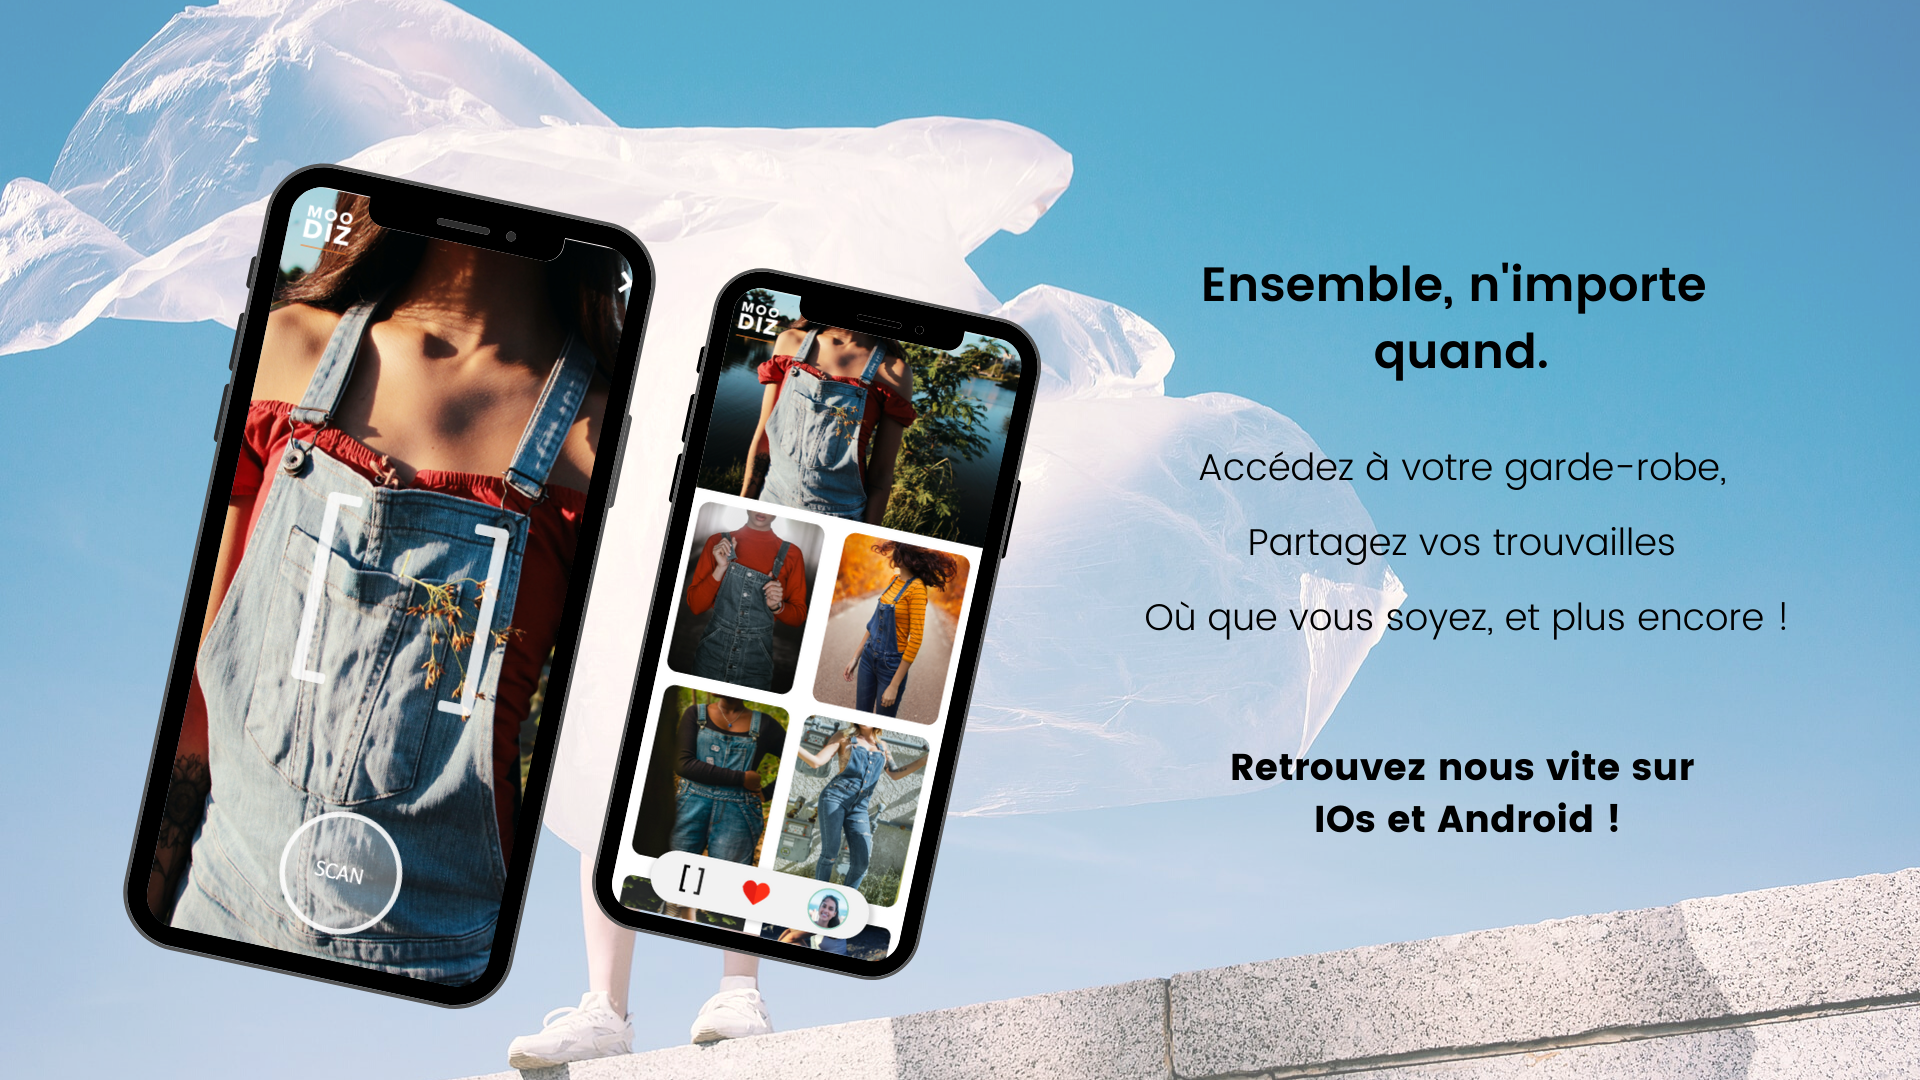 MOO
DIZ
SCAN
MOO
DIZ
[ ]
Ensemble, n'importe
quand.
Accédez à votre garde-robe,
Partagez vos trouvailles
Où que vous soyez, et plus encore !
Retrouvez nous vite sur
IOs et Android !